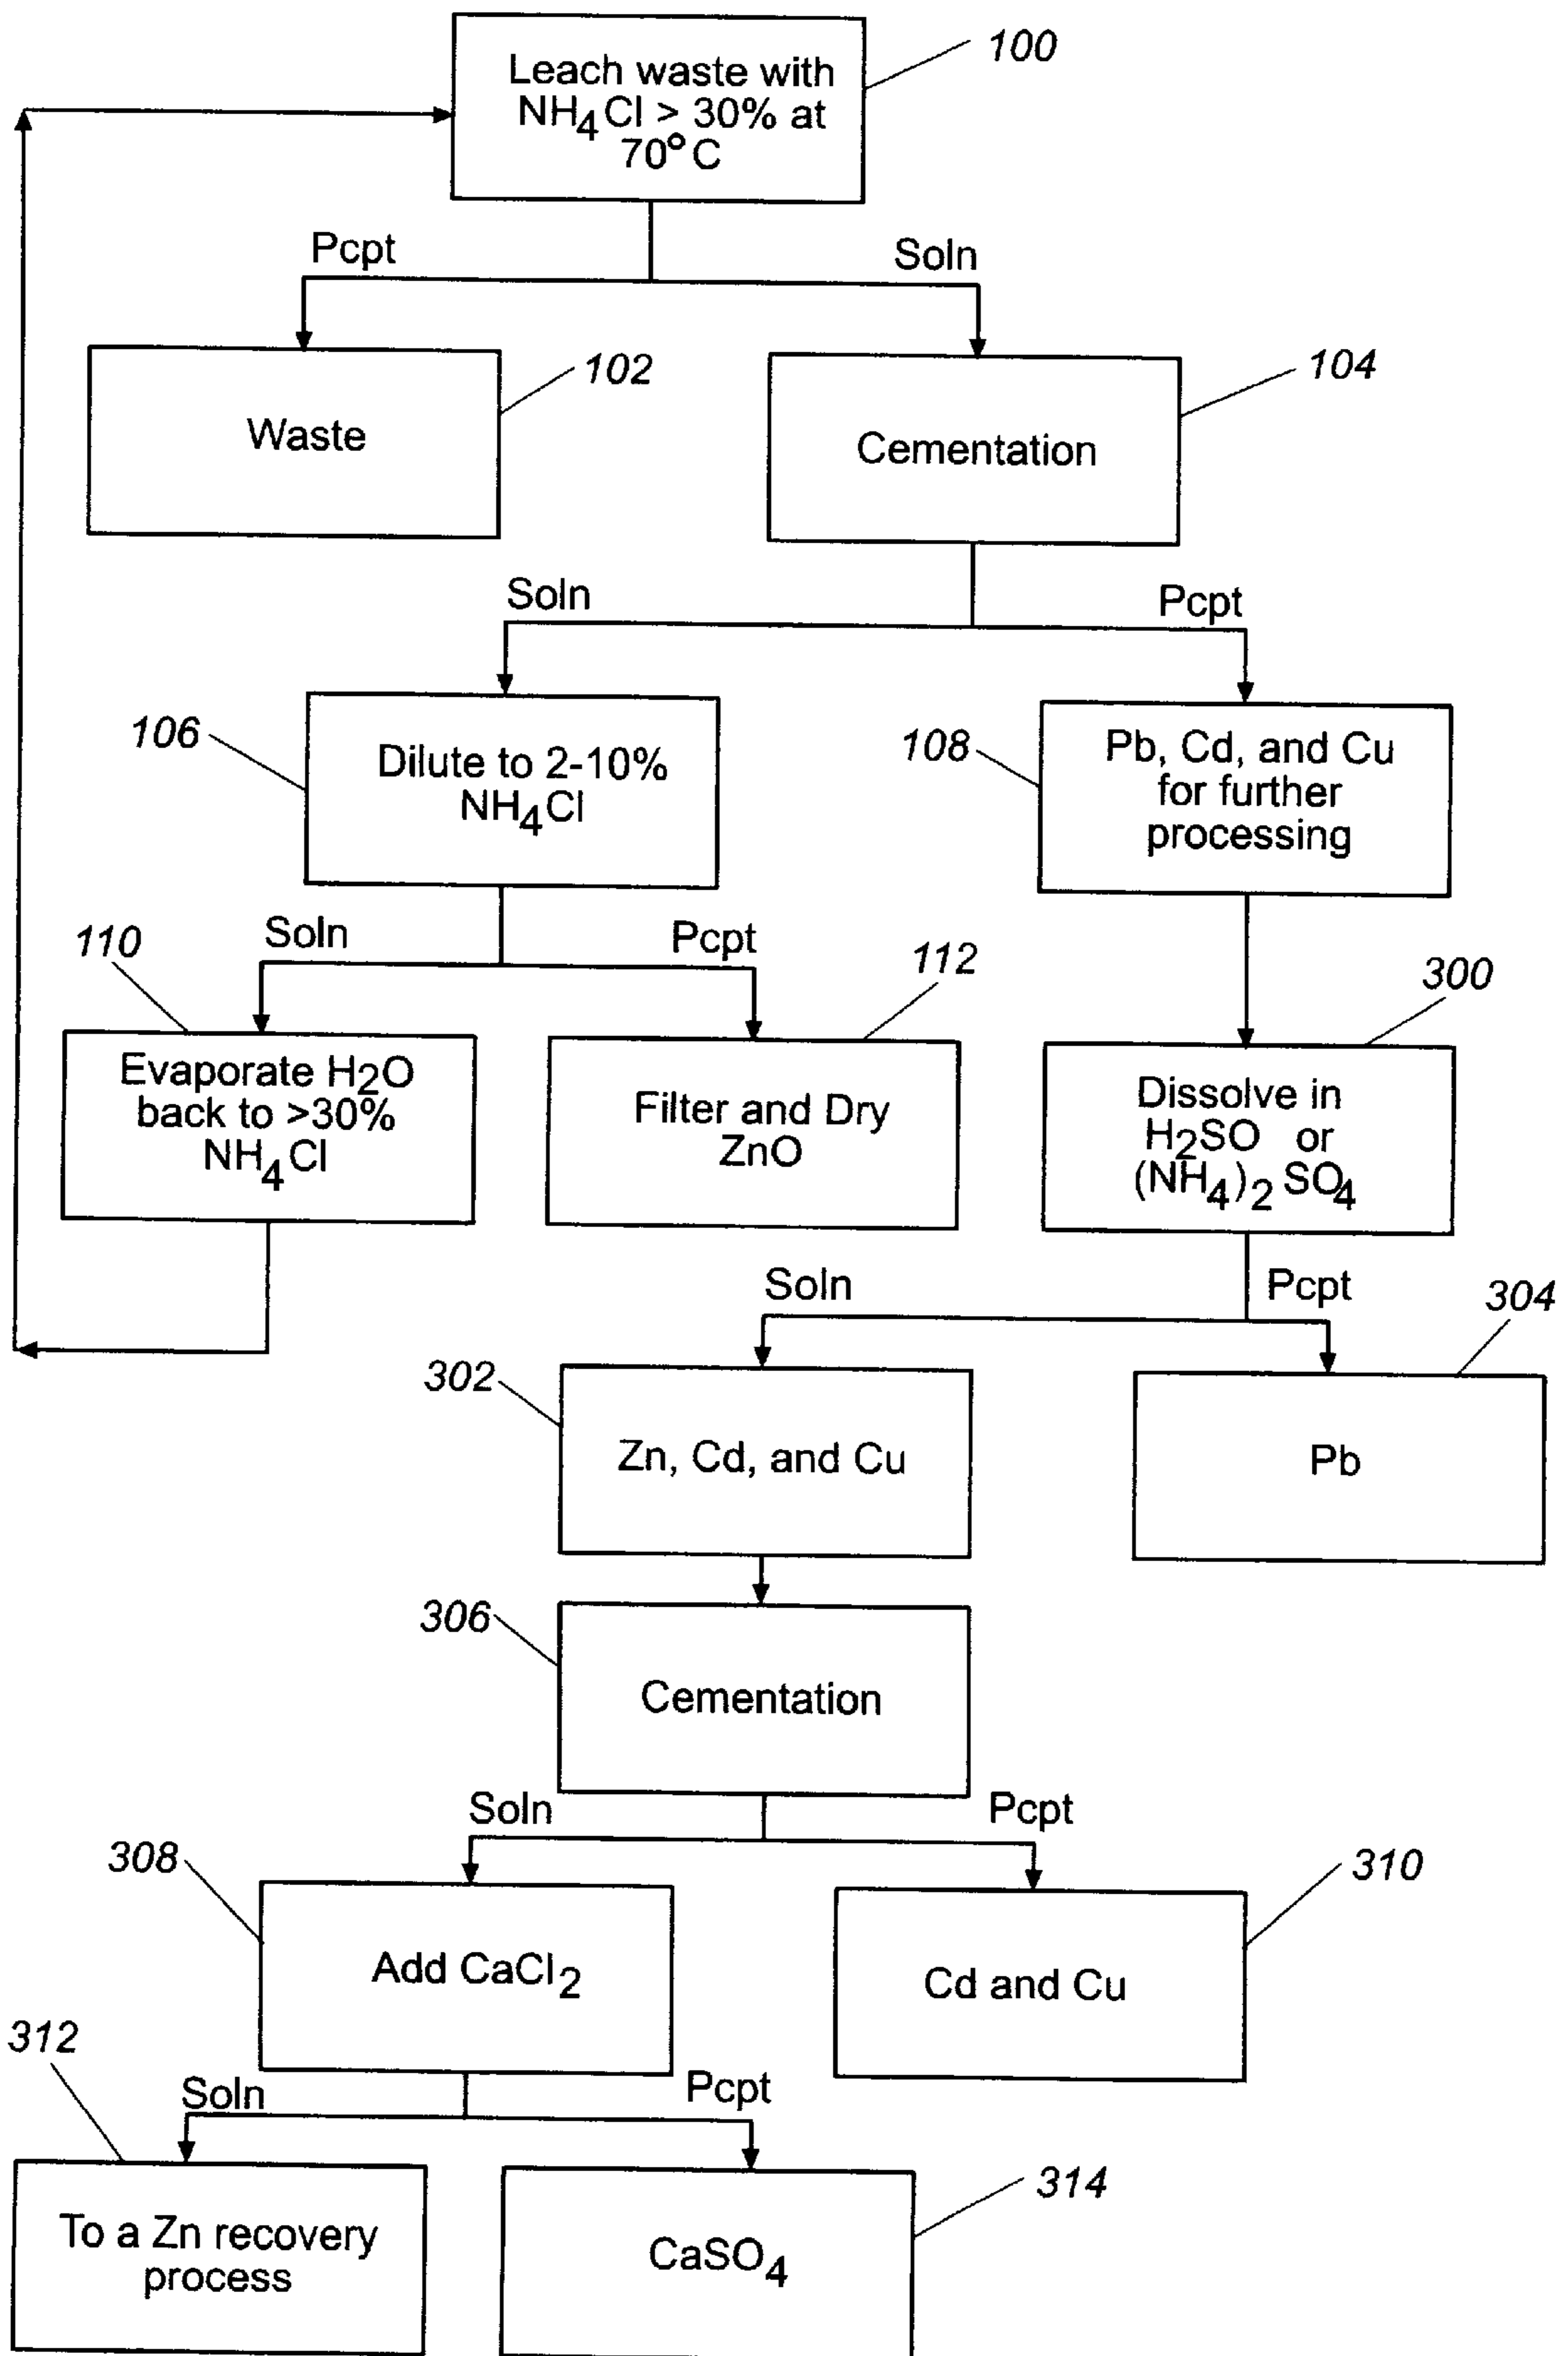 100
Leach waste with
NH4Cl > 30% at
70°C
Pcpt
Soln
102
Waste
104
Cementation
Soln
Pcpt
106
Dilute to 2-10%
NH4Cl
108
Pb, Cd, and Cu
for further
processing
110
Soln
Pcpt
112
300
Evaporate H2O
back to >30%
NH4Cl
Filter and Dry
ZnO
Dissolve in
H2SO or
(NH4)2 SO4
Soln
Pcpt
304
302
Zn, Cd, and Cu
Pb
306
Cementation
Soln
Pcpt
308
310
Add CaCl2
Cd and Cu
312
Soln
Pcpt
314
To a Zn recovery
process
CaSO4